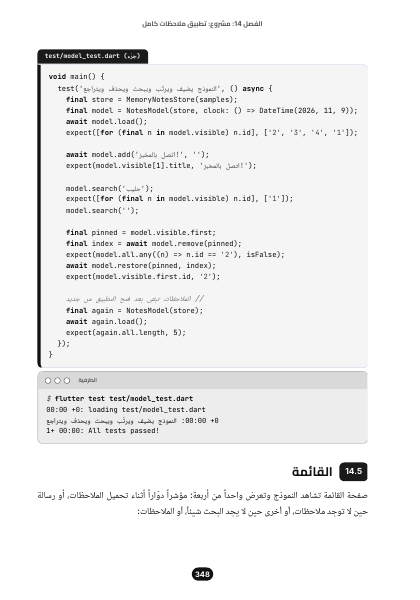 الفصل 14: مشروع: تطبيق ملاحظات كامل
test/model_test.dart (جزء)
void main() {
test('النموذج يضيف ويرتّب ويبحث ويحذف ويتراجع', () async {
final store = MemoryNotesStore(samples);
final model = NotesModel(store, clock: () => DateTime(2026, 11, 9));
await model.load();
expect([for (final n in model.visible) n.id], ['2', '3', '4', '1']);
await model.add('اتصل بالمخبز!', '');
expect(model.visible[1].title, 'اتصل بالمخبز!');
model.search('حليب');
expect([for (final n in model.visible) n.id], ['1']);
model.search('');
final pinned = model.visible.first;
final index = await model.remove(pinned);
expect(model.all.any((n) => n.id == '2'), isFalse);
await model.restore(pinned, index);
expect(model.visible.first.id, '2');
// الملاحظات تبقى بعد فتح التطبيق من جديد
final again = NotesModel(store);
await again.load();
expect(again.all.length, 5);
});
}
الطرفية
$ flutter test test/model_test.dart
00:00 +0: loading test/model_test.dart
00:00 +0: النموذج يضيف ويرتّب ويبحث ويحذف ويتراجع
00:00 +1: All tests passed!
14.5 القائمة
صفحة القائمة تشاهد النموذج وتعرض واحداً من أربعة: مؤشراً دوّاراً أثناء تحميل الملاحظات، أو رسالة
حين لا توجد ملاحظات، أو أخرى حين لا يجد البحث شيئاً، أو الملاحظات:
348